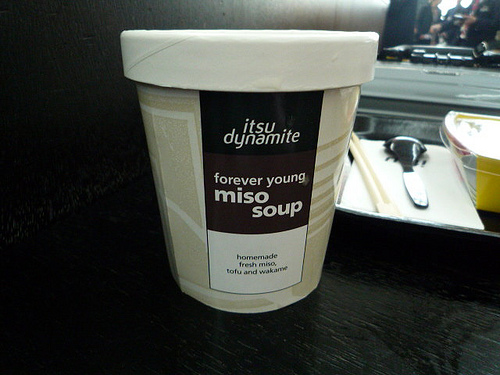 itsu
dynamite
forever young
miso
soup
homemade
fresh miso,
tofu and wakame